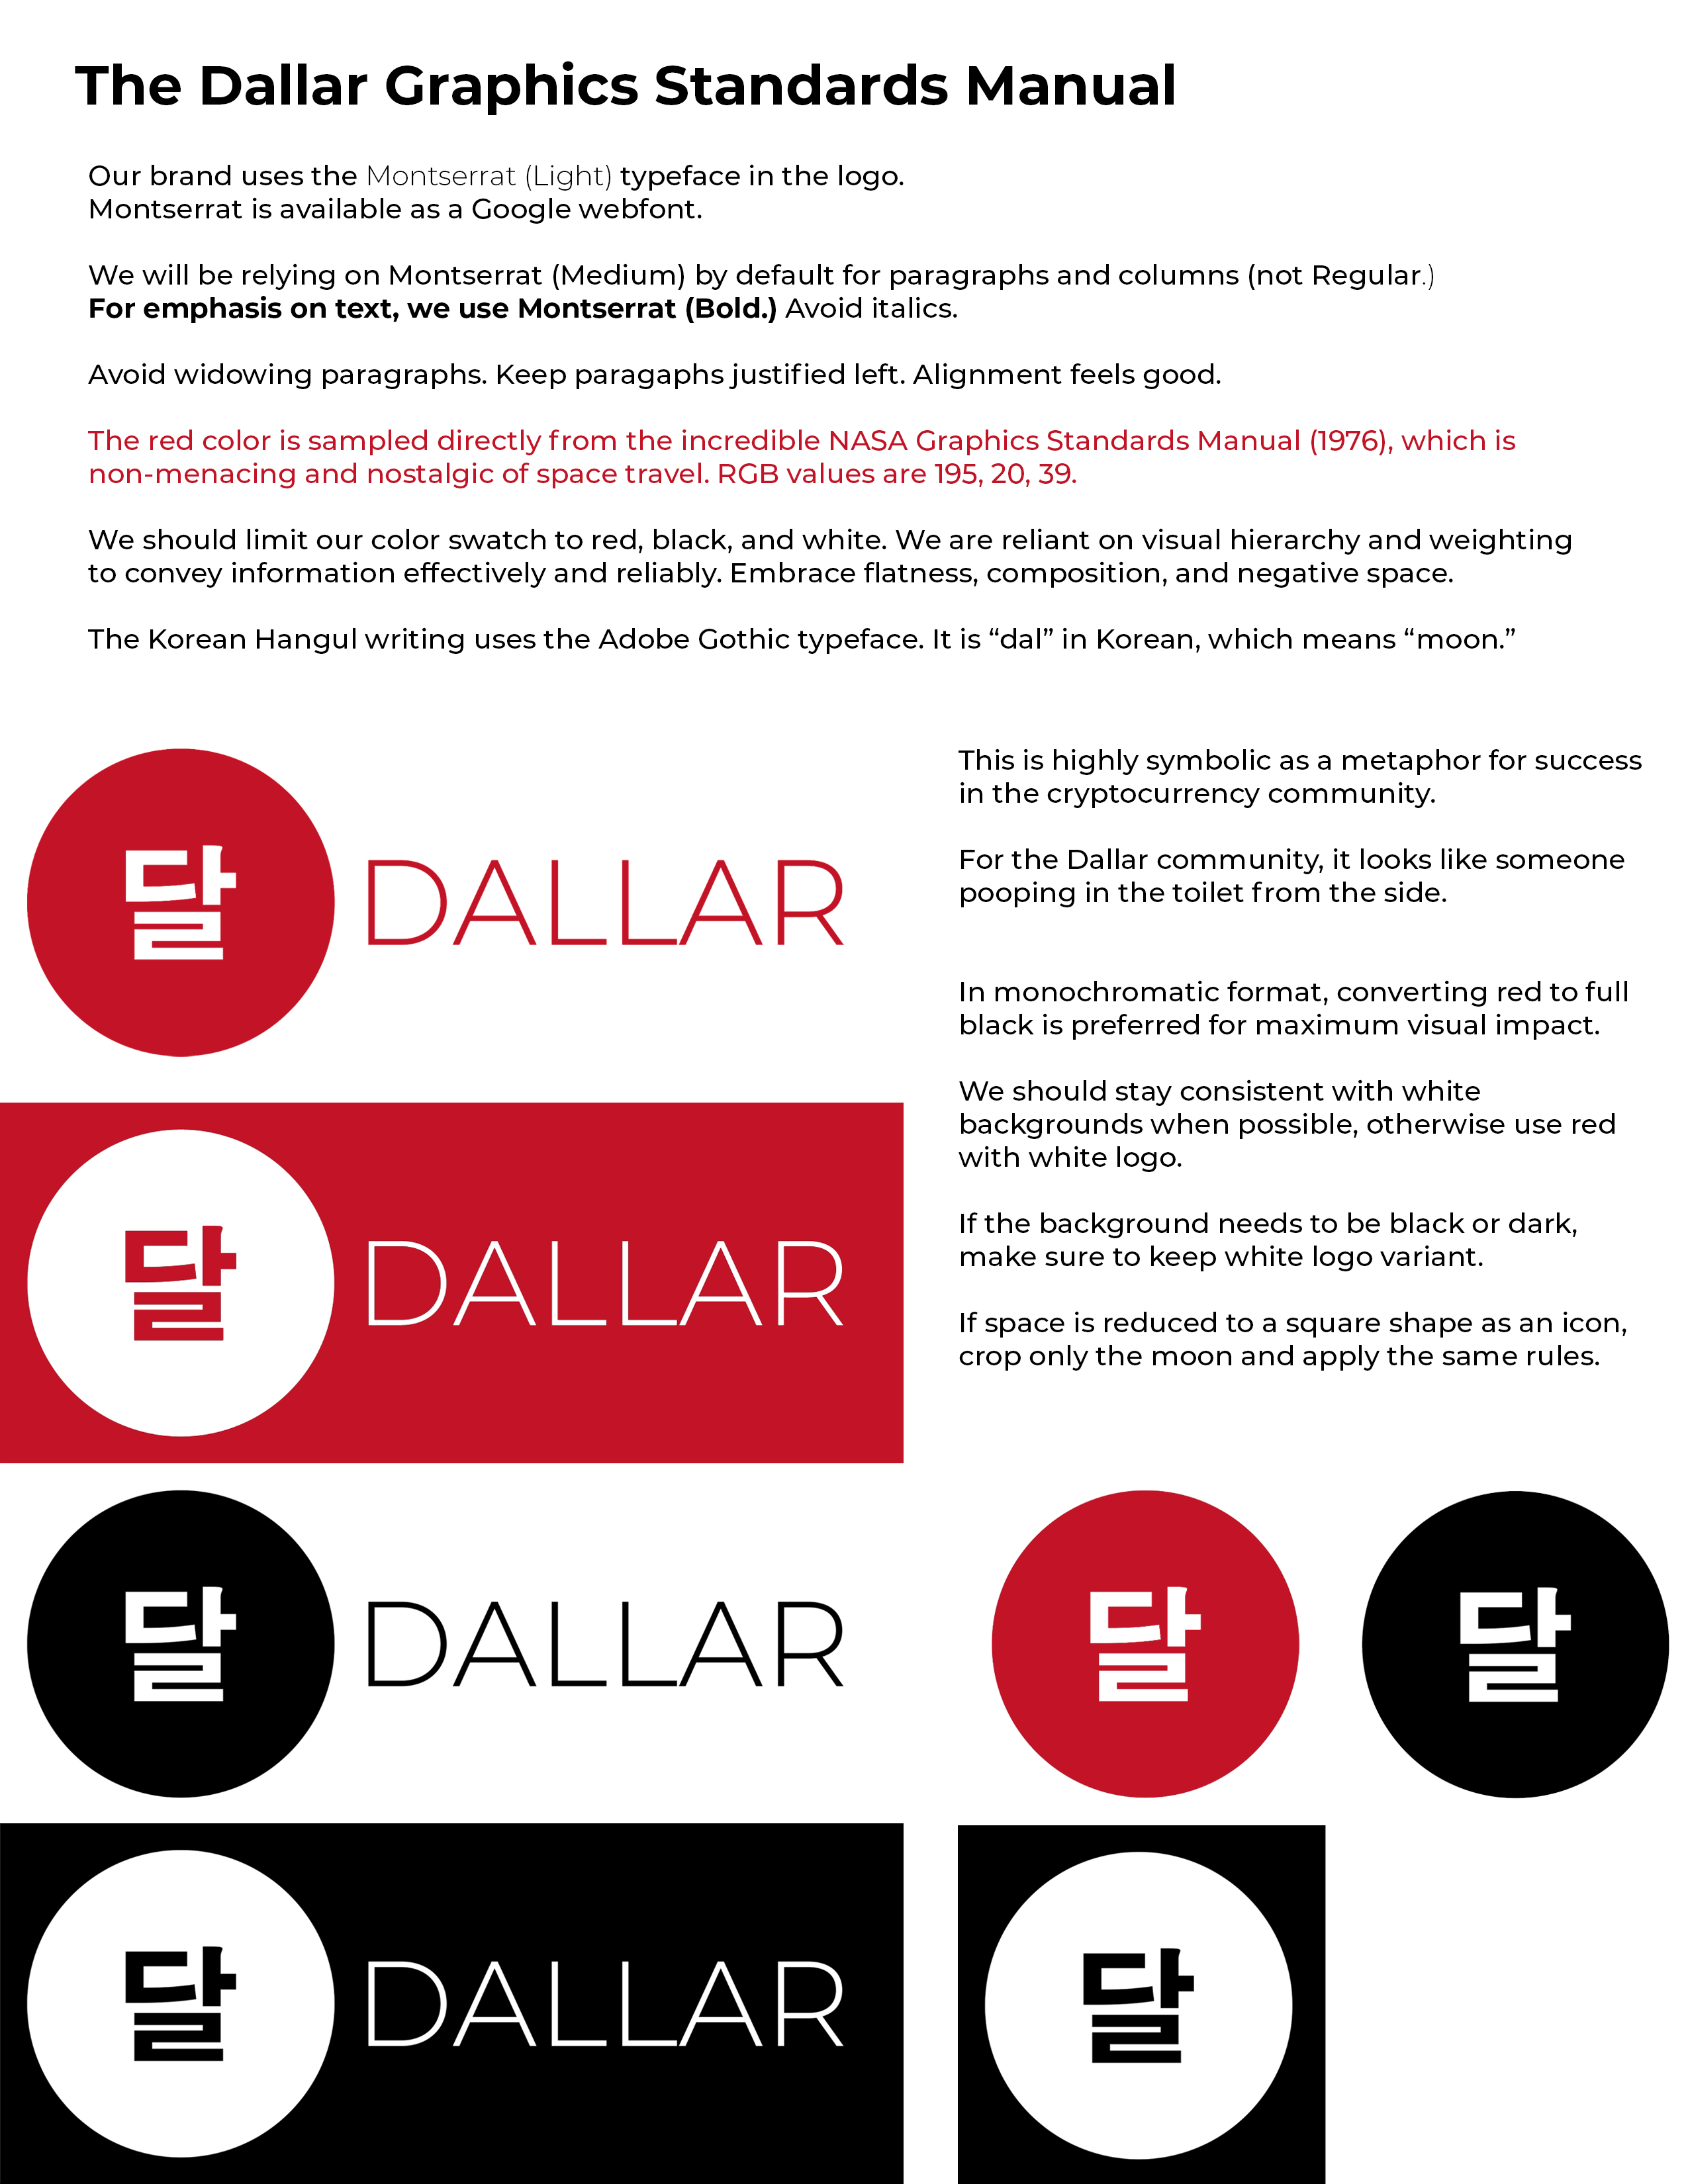 The Dallar Graphics Standards Manual
Our brand uses the Montserrat (Light) typeface in the logo.
Montserrat is available as a Google webfont.
We will be relying on Montserrat (Medium) by default for paragraphs and columns (not Regular.)
For emphasis on text, we use Montserrat (Bold.) Avoid italics.
Avoid widowing paragraphs. Keep paragaphs justified left. Alignment feels good.
The red color is sampled directly from the incredible NASA Graphics Standards Manual (1976), which is
non-menacing and nostalgic of space travel. RGB values are 195, 20, 39.
We should limit our color swatch to red, black, and white. We are reliant on visual hierarchy and weighting
to convey information effectively and reliably. Embrace flatness, composition, and negative space.
The Korean Hangul writing uses the Adobe Gothic typeface. It is “dal” in Korean, which means “moon.”
달 DALLAR
달 DALLAR
달 DALLAR
달 DALLAR
This is highly symbolic as a metaphor for success
in the cryptocurrency community.
For the Dallar community, it looks like someone
pooping in the toilet from the side.
In monochromatic format, converting red to full
black is preferred for maximum visual impact.
We should stay consistent with white
backgrounds when possible, otherwise use red
with white logo.
If the background needs to be black or dark,
make sure to keep white logo variant.
If space is reduced to a square shape as an icon,
crop only the moon and apply the same rules.
달
달
달